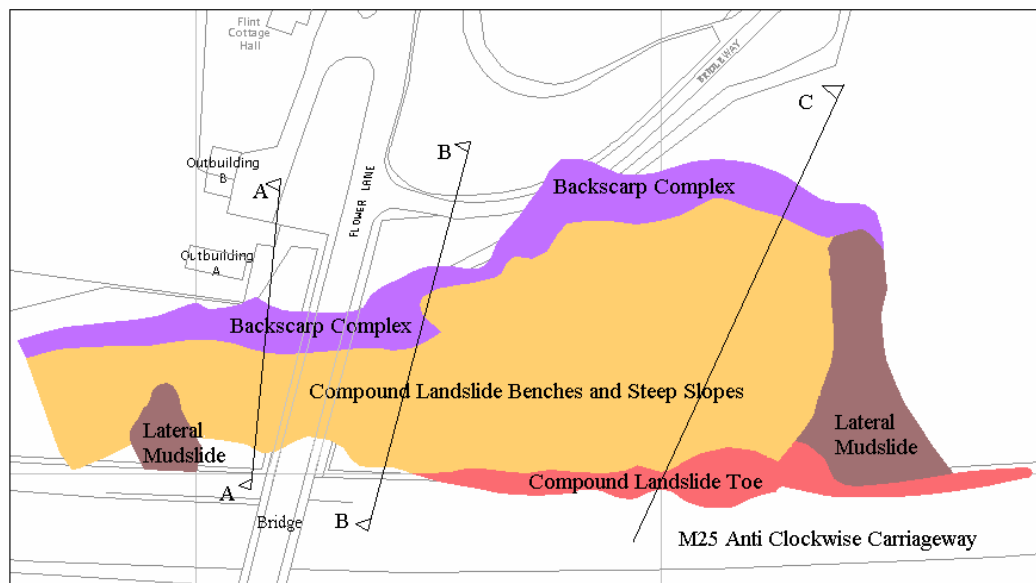 Flint
Cottage
Hall
BRIDLEWAY
C
B
Outbuilding
B
A
Backscarp Complex
FLOWER LANE
Outbuilding
A
Backscarp Complex
Compound Landslide Benches and Steep Slopes
Lateral
Mudslide
Lateral
Mudslide
Compound Landslide Toe
A
B
Bridge
M25 Anti Clockwise Carriageway